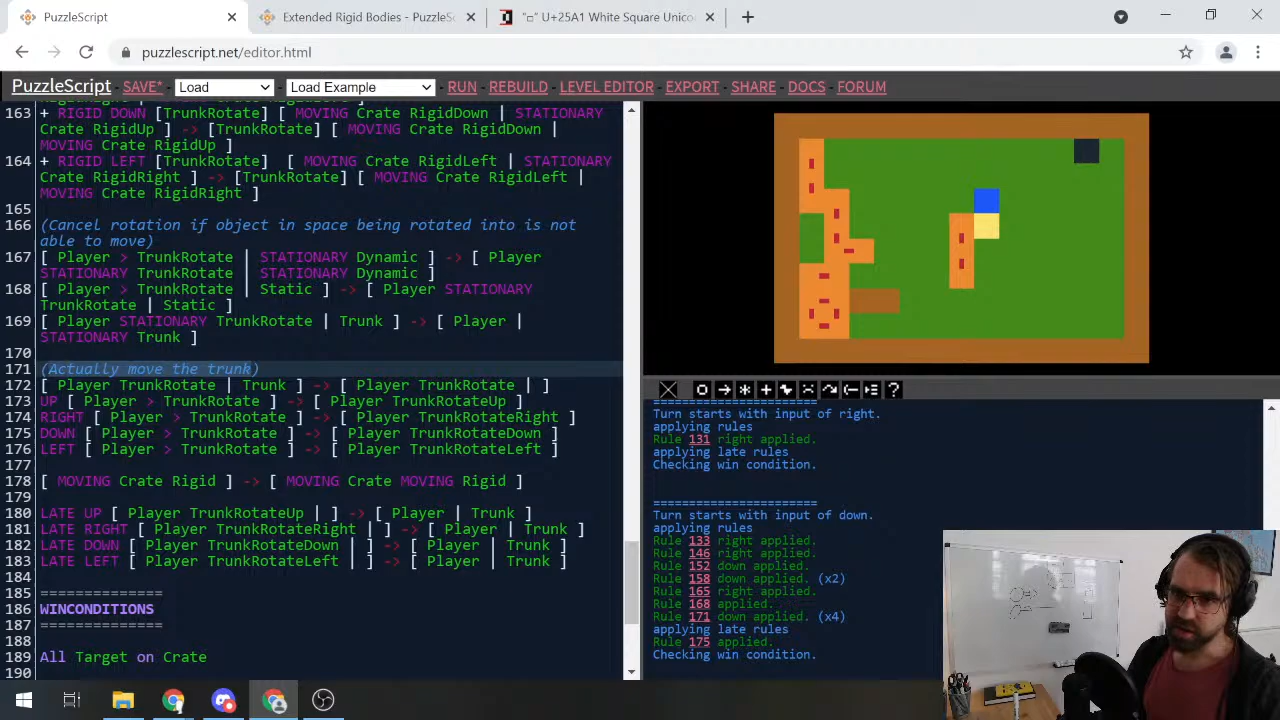 PuzzleScript
Extended Rigid Bodies - PuzzleS
"□" U+25A1 White Square Unico
puzzlescript.net/editor.html
PuzzleScript - SAVE* Load Load Example RUN - REBUILD - LEVEL EDITOR - EXPORT - SHARE - DOCS - FORUM
163 + RIGID DOWN [TrunkRotate] [ MOVING Crate RigidDown | STATIONARY
Crate RigidUp ] -> [TrunkRotate] [ MOVING Crate RigidDown |
MOVING Crate RigidUp ]
164 + RIGID LEFT [TrunkRotate]  [ MOVING Crate RigidLeft | STATIONARY
Crate RigidRight ] -> [TrunkRotate] [ MOVING Crate RigidLeft |
MOVING Crate RigidRight ]
165
166 (Cancel rotation if object in space being rotated into is not
able to move)
167 [ Player > TrunkRotate | STATIONARY Dynamic ] -> [ Player
STATIONARY TrunkRotate | STATIONARY Dynamic ]
168 [ Player > TrunkRotate | Static ] -> [ Player STATIONARY
TrunkRotate | Static ]
169 [ Player STATIONARY TrunkRotate | Trunk ] -> [ Player |
STATIONARY Trunk ]
170
171 (Actually move the trunk)
172 [ Player TrunkRotate | Trunk ] -> [ Player TrunkRotate | ]
173 UP [ Player > TrunkRotate ] -> [ Player TrunkRotateUp ]
174 RIGHT [ Player > TrunkRotate ] -> [ Player TrunkRotateRight ]
175 DOWN [ Player > TrunkRotate ] -> [ Player TrunkRotateDown ]
176 LEFT [ Player > TrunkRotate ] -> [ Player TrunkRotateLeft ]
177
178 [ MOVING Crate Rigid ] -> [ MOVING Crate MOVING Rigid ]
179
180 LATE UP [ Player TrunkRotateUp | ] -> [ Player | Trunk ]
181 LATE RIGHT [ Player TrunkRotateRight | ] -> [ Player | Trunk ]
182 LATE DOWN [ Player TrunkRotateDown | ] -> [ Player | Trunk ]
183 LATE LEFT [ Player TrunkRotateLeft | ] -> [ Player | Trunk ]
184
185 ==============
186 WINCONDITIONS
187 ==============
188
189 All Target on Crate
190
=======================
Turn starts with input of right.
applying rules
Rule 131 right applied.
applying late rules
Checking win condition.
=======================
Turn starts with input of down.
applying rules
Rule 133 right applied.
Rule 146 right applied.
Rule 152 down applied.
Rule 158 down applied. (x2)
Rule 165 right applied.
Rule 168 applied.
Rule 171 down applied. (x4)
applying late rules
Rule 175 applied.
Checking win condition.